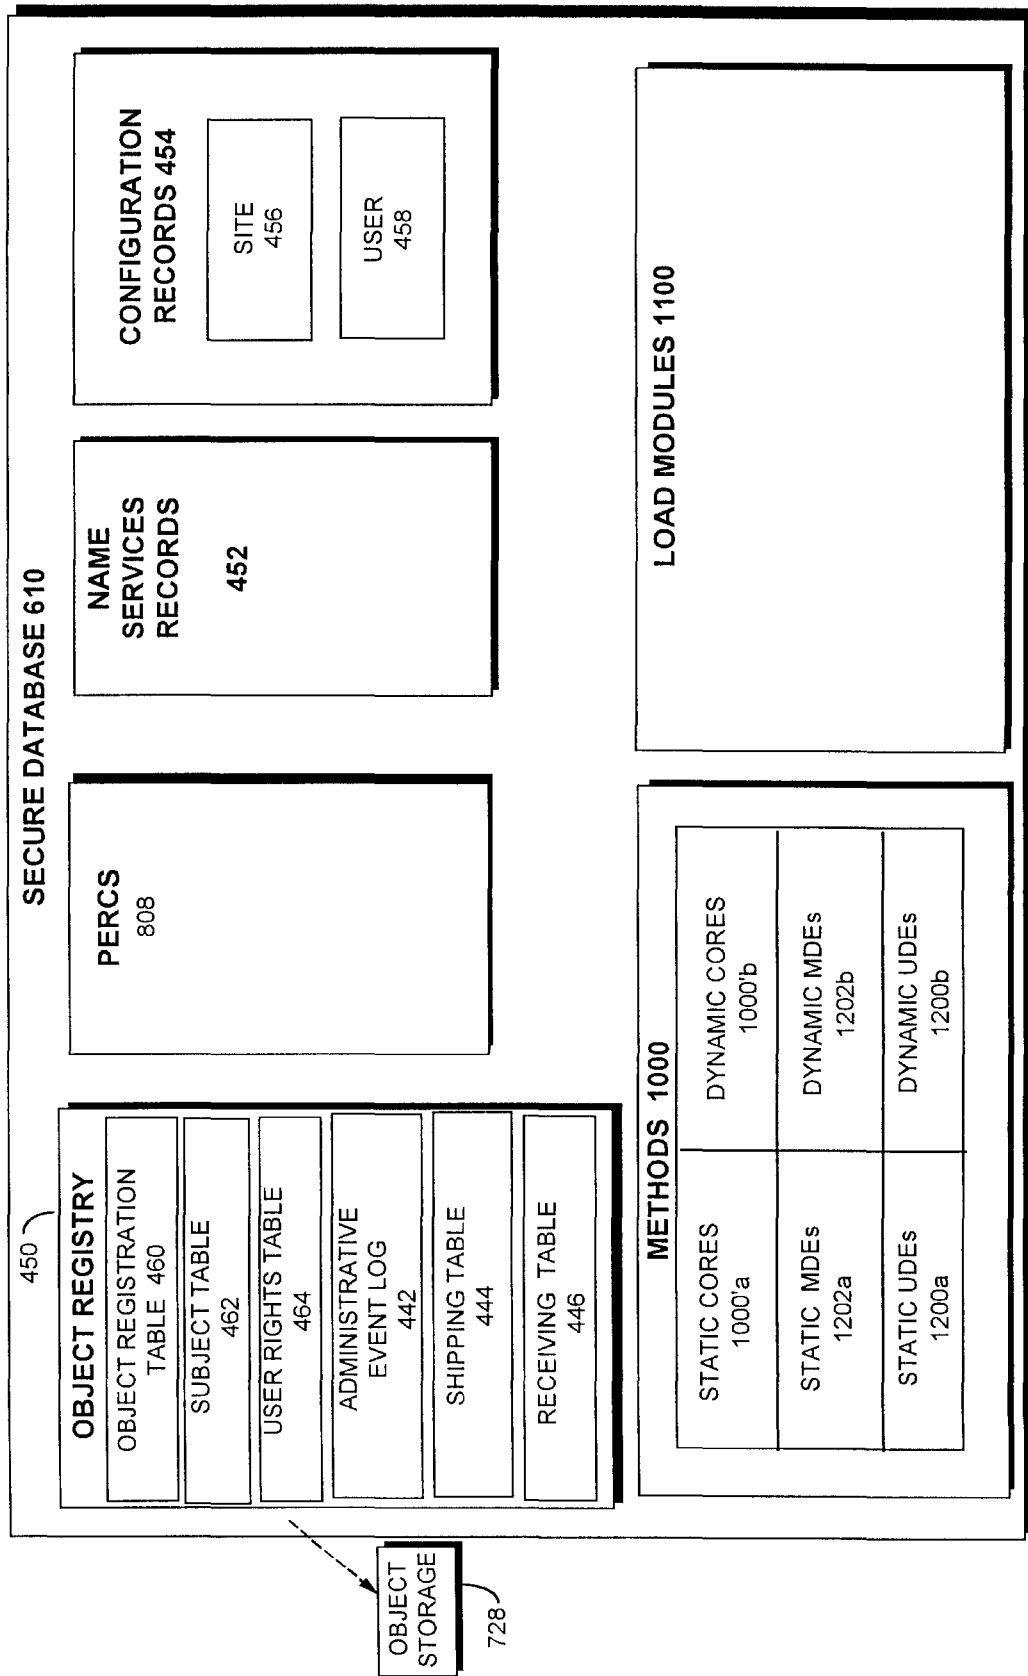 SECURE DATABASE 610
450
OBJECT REGISTRY
OBJECT REGISTRATION
TABLE 460
SUBJECT TABLE
462
USER RIGHTS TABLE
464
ADMINISTRATIVE
EVENT LOG
442
SHIPPING TABLE
444
RECEIVING TABLE
446
OBJECT
STORAGE
728
PERCS
808
NAME
SERVICES
RECORDS
452
CONFIGURATION
RECORDS 454
SITE
456
USER
458
METHODS 1000
STATIC CORES
1000'a
DYNAMIC CORES
1000'b
STATIC MDEs
1202a
DYNAMIC MDEs
1202b
STATIC UDEs
1200a
DYNAMIC UDEs
1200b
LOAD MODULES 1100